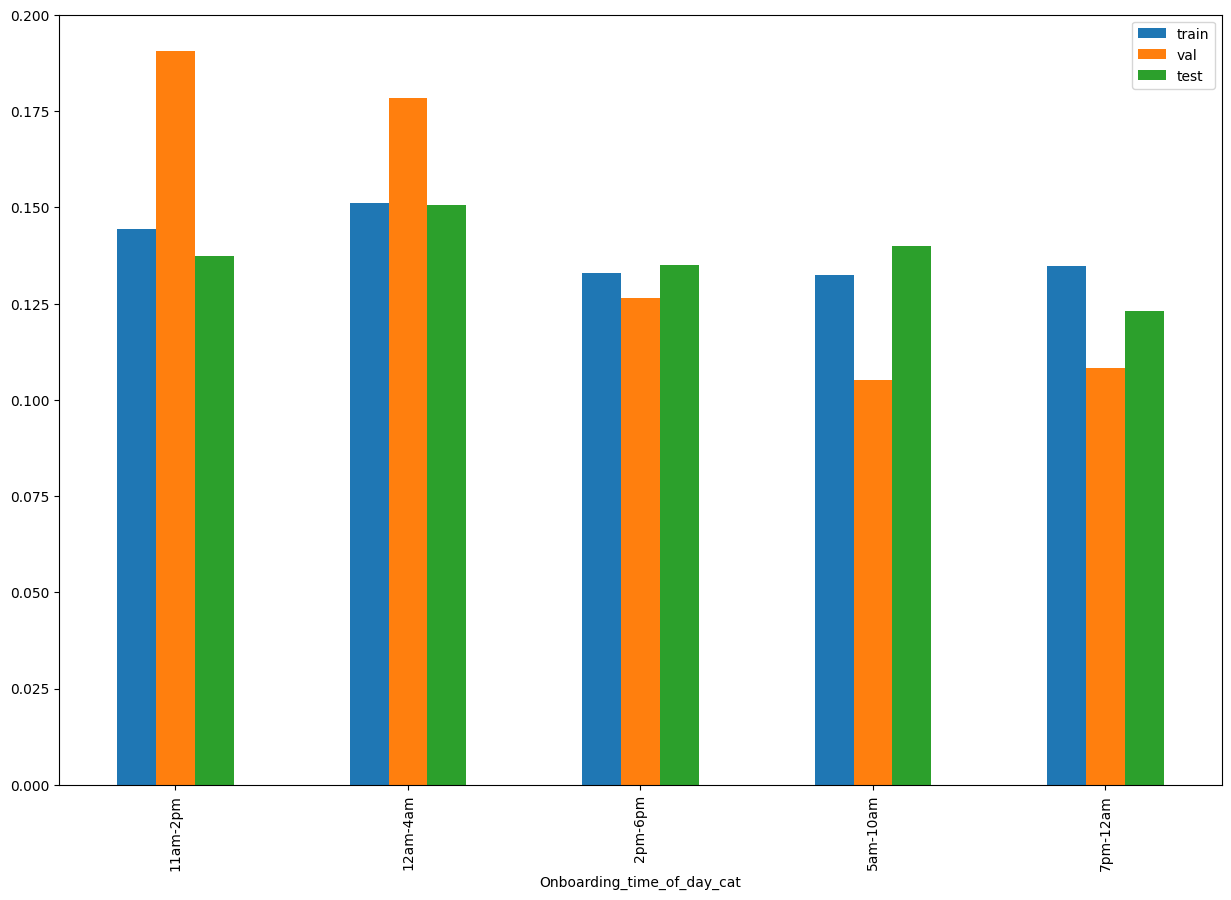 0.200
0.175
0.150
0.125
0.100
0.075
0.050
0.025
0.000
train
val
test
11am-2pm
12am-4am
2pm-6pm
5am-10am
7pm-12am
Onboarding_time_of_day_cat